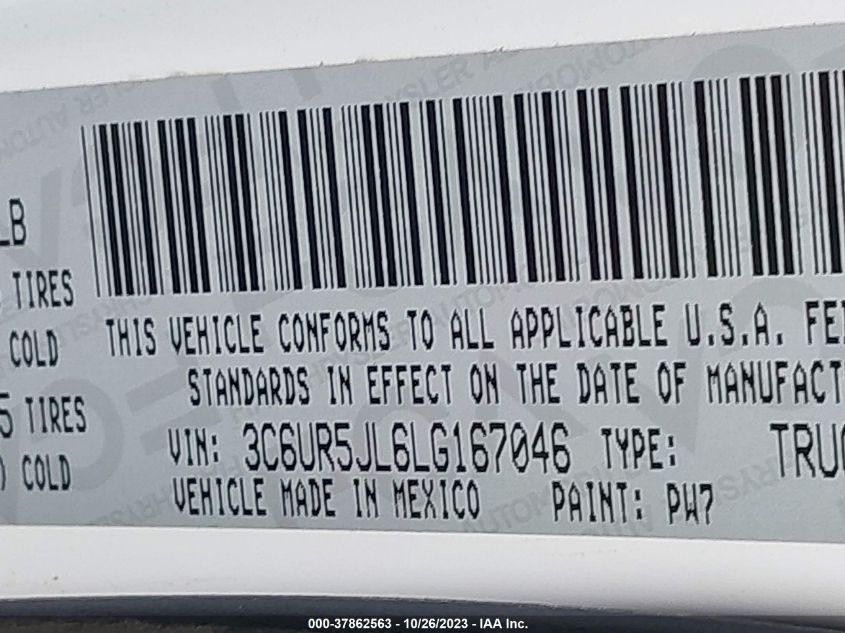 LB
TIRES
COLD
THIS VEHICLE CONFORMS TO ALL APPLICABLE U.S.A. FE
5 TIRES
STANDARDS IN EFFECT ON THE DATE OF MANUFACT
) COLD
VIN: 3C6UR5JL6LG167046 TYPE: TRU
VEHICLE MADE IN MEXICO PAINT: PW7
000-37862563 - 10/26/2023 - IAA Inc.